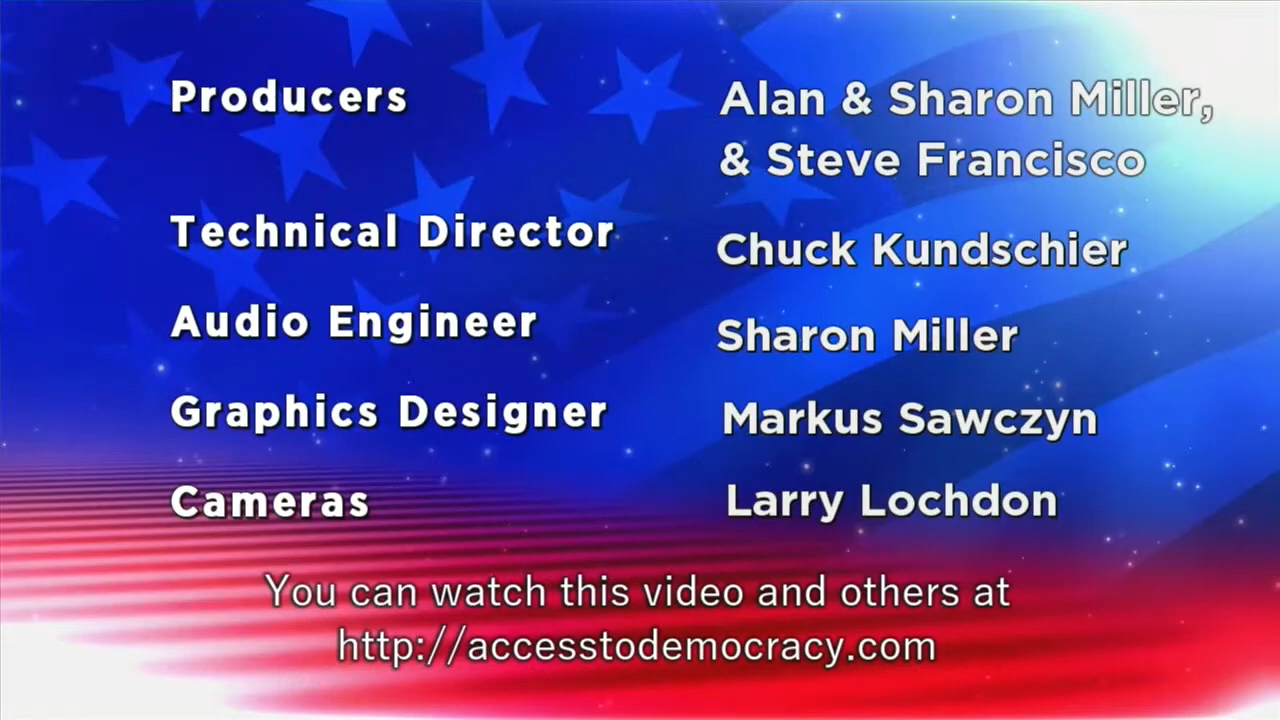 Producers Alan & Sharon Miller,
& Steve Francisco
Technical Director Chuck Kundschier
Audio Engineer Sharon Miller
Graphics Designer Markus Sawczyn
Cameras Larry Lochdon
You can watch this video and others at
http://accesstodemocracy.com